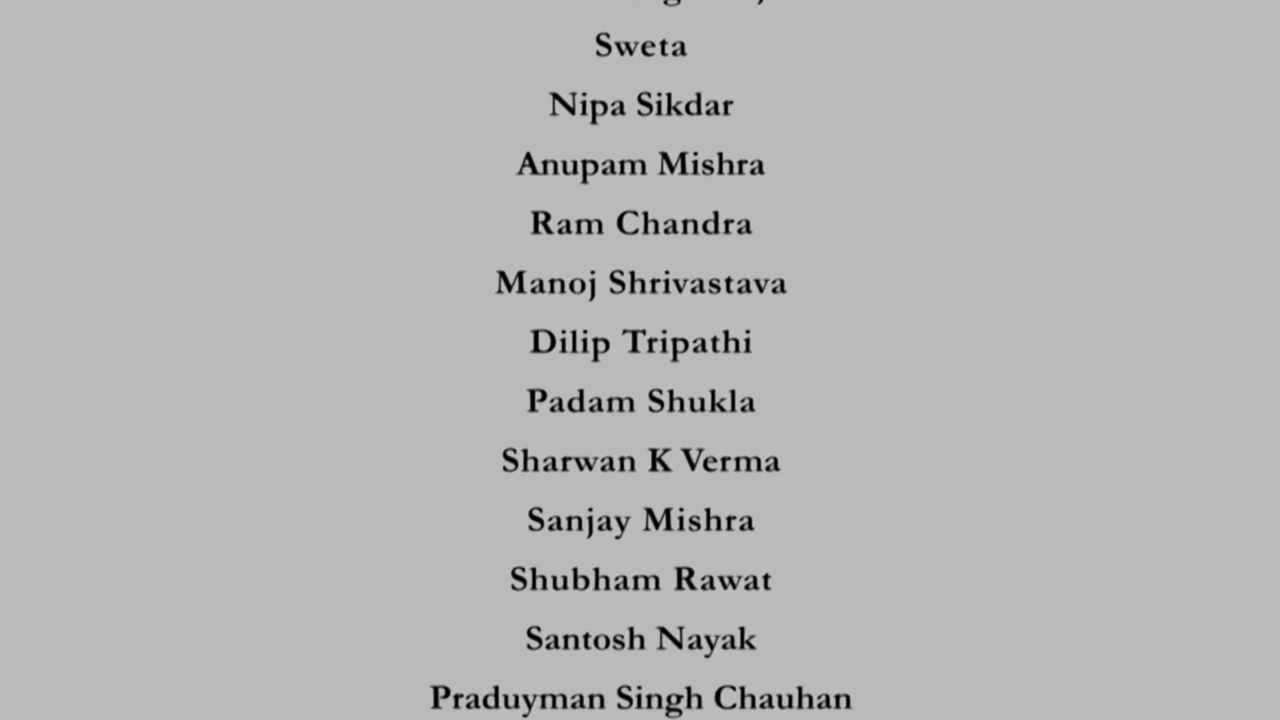 Sweta
Nipa Sikdar
Anupam Mishra
Ram Chandra
Manoj Shrivastava
Dilip Tripathi
Padam Shukla
Sharwan K Verma
Sanjay Mishra
Shubham Rawat
Santosh Nayak
Praduyman Singh Chauhan